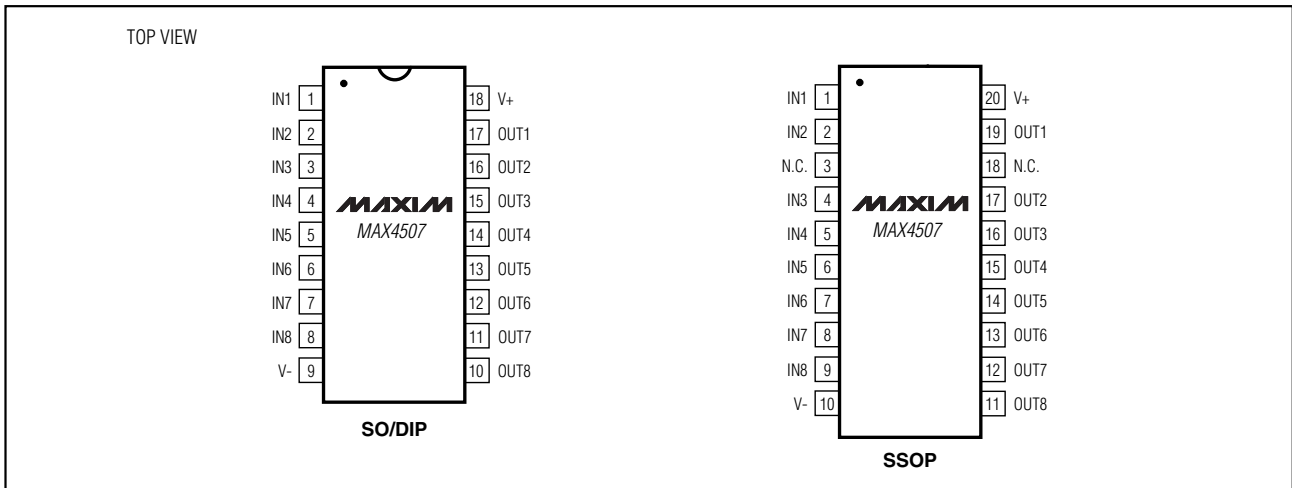 TOP VIEW
IN1 1 18 V+
IN2 2 17 OUT1
IN3 3 16 OUT2
IN4 4 15 OUT3
IN5 5 14 OUT4
IN6 6 13 OUT5
IN7 7 12 OUT6
IN8 8 11 OUT7
V- 9 10 OUT8
MAXIM
MAX4507
SO/DIP
IN1 1 20 V+
IN2 2 19 OUT1
N.C. 3 18 N.C.
IN3 4 17 OUT2
IN4 5 16 OUT3
IN5 6 15 OUT4
IN6 7 14 OUT5
IN7 8 13 OUT6
IN8 9 12 OUT7
V- 10 11 OUT8
MAXIM
MAX4507
SSOP